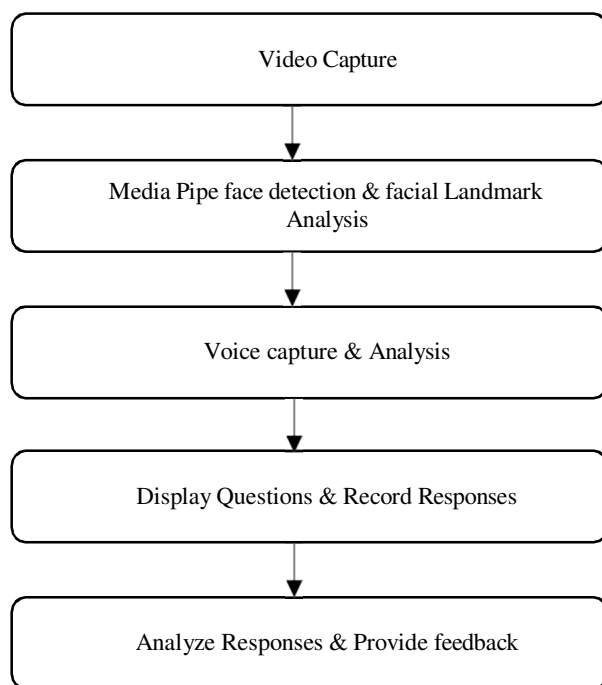 Video Capture
Media Pipe face detection & facial Landmark
Analysis
Voice capture & Analysis
Display Questions & Record Responses
Analyze Responses & Provide feedback